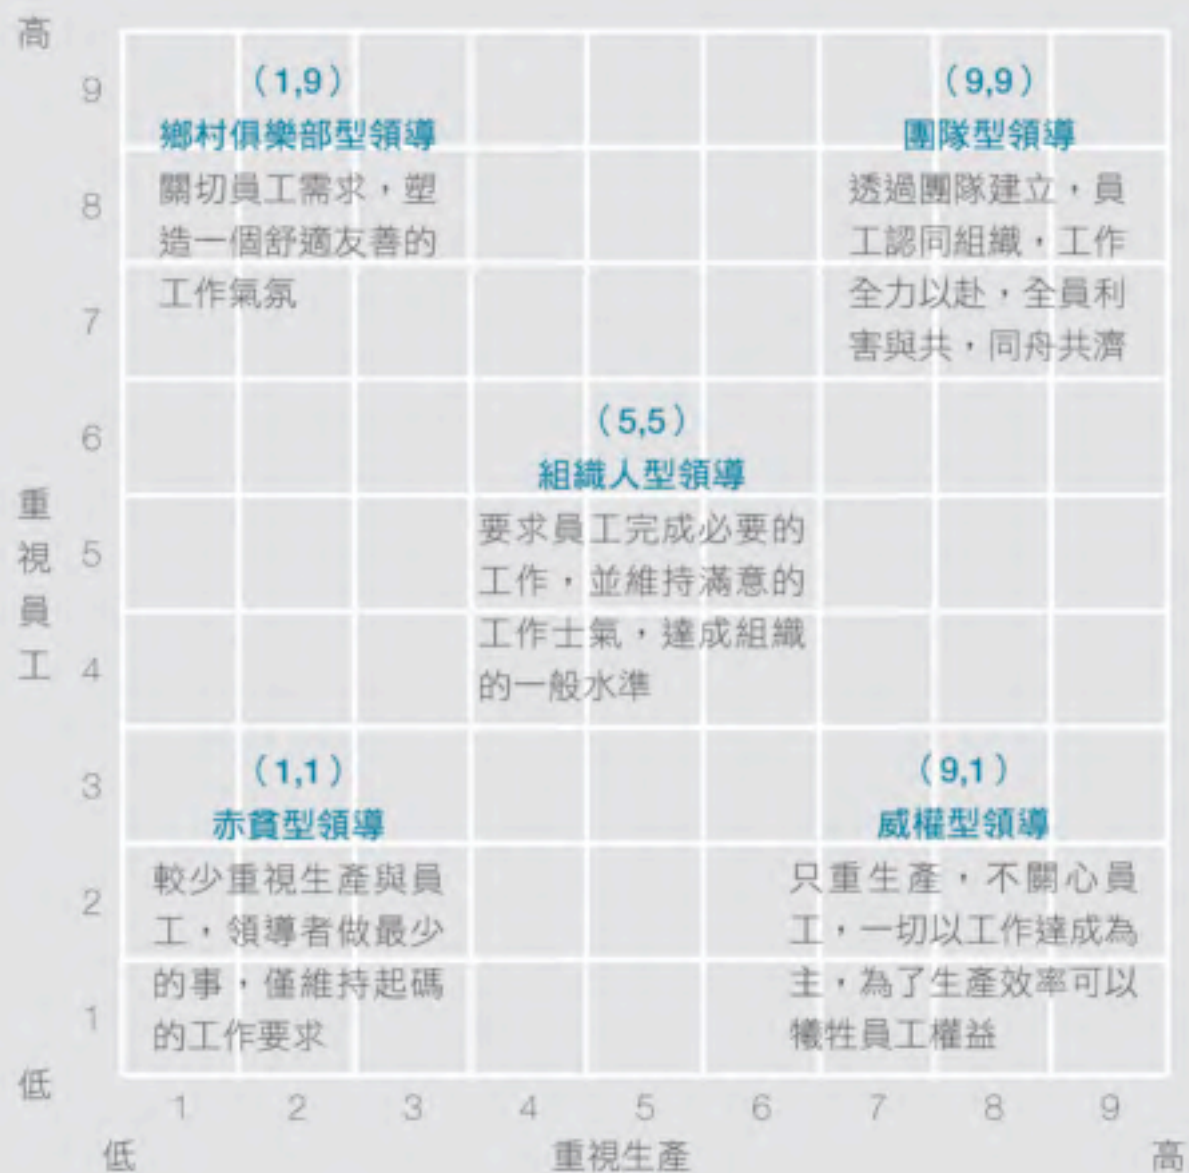 高
9
（1,9）
鄉村俱樂部型領導
關切員工需求，塑
造一個舒適友善的
工作氣氛
（9,9）
團隊型領導
透過團隊建立，員
工認同組織，工作
全力以赴，全員利
害與共，同舟共濟
8
7
6
（5,5）
組織人型領導
要求員工完成必要的
工作，並維持滿意的
工作士氣，達成組織
的一般水準
重視員工
5
4
3
（1,1）
赤貧型領導
較少重視生產與員
工，領導者做最少
的事，僅維持起碼
的工作要求
（9,1）
威權型領導
只重生產，不關心員
工，一切以工作達成為
主，為了生產效率可以
犧牲員工權益
2
1
低
1 2 3 4 5 6 7 8 9
低 重視生產 高